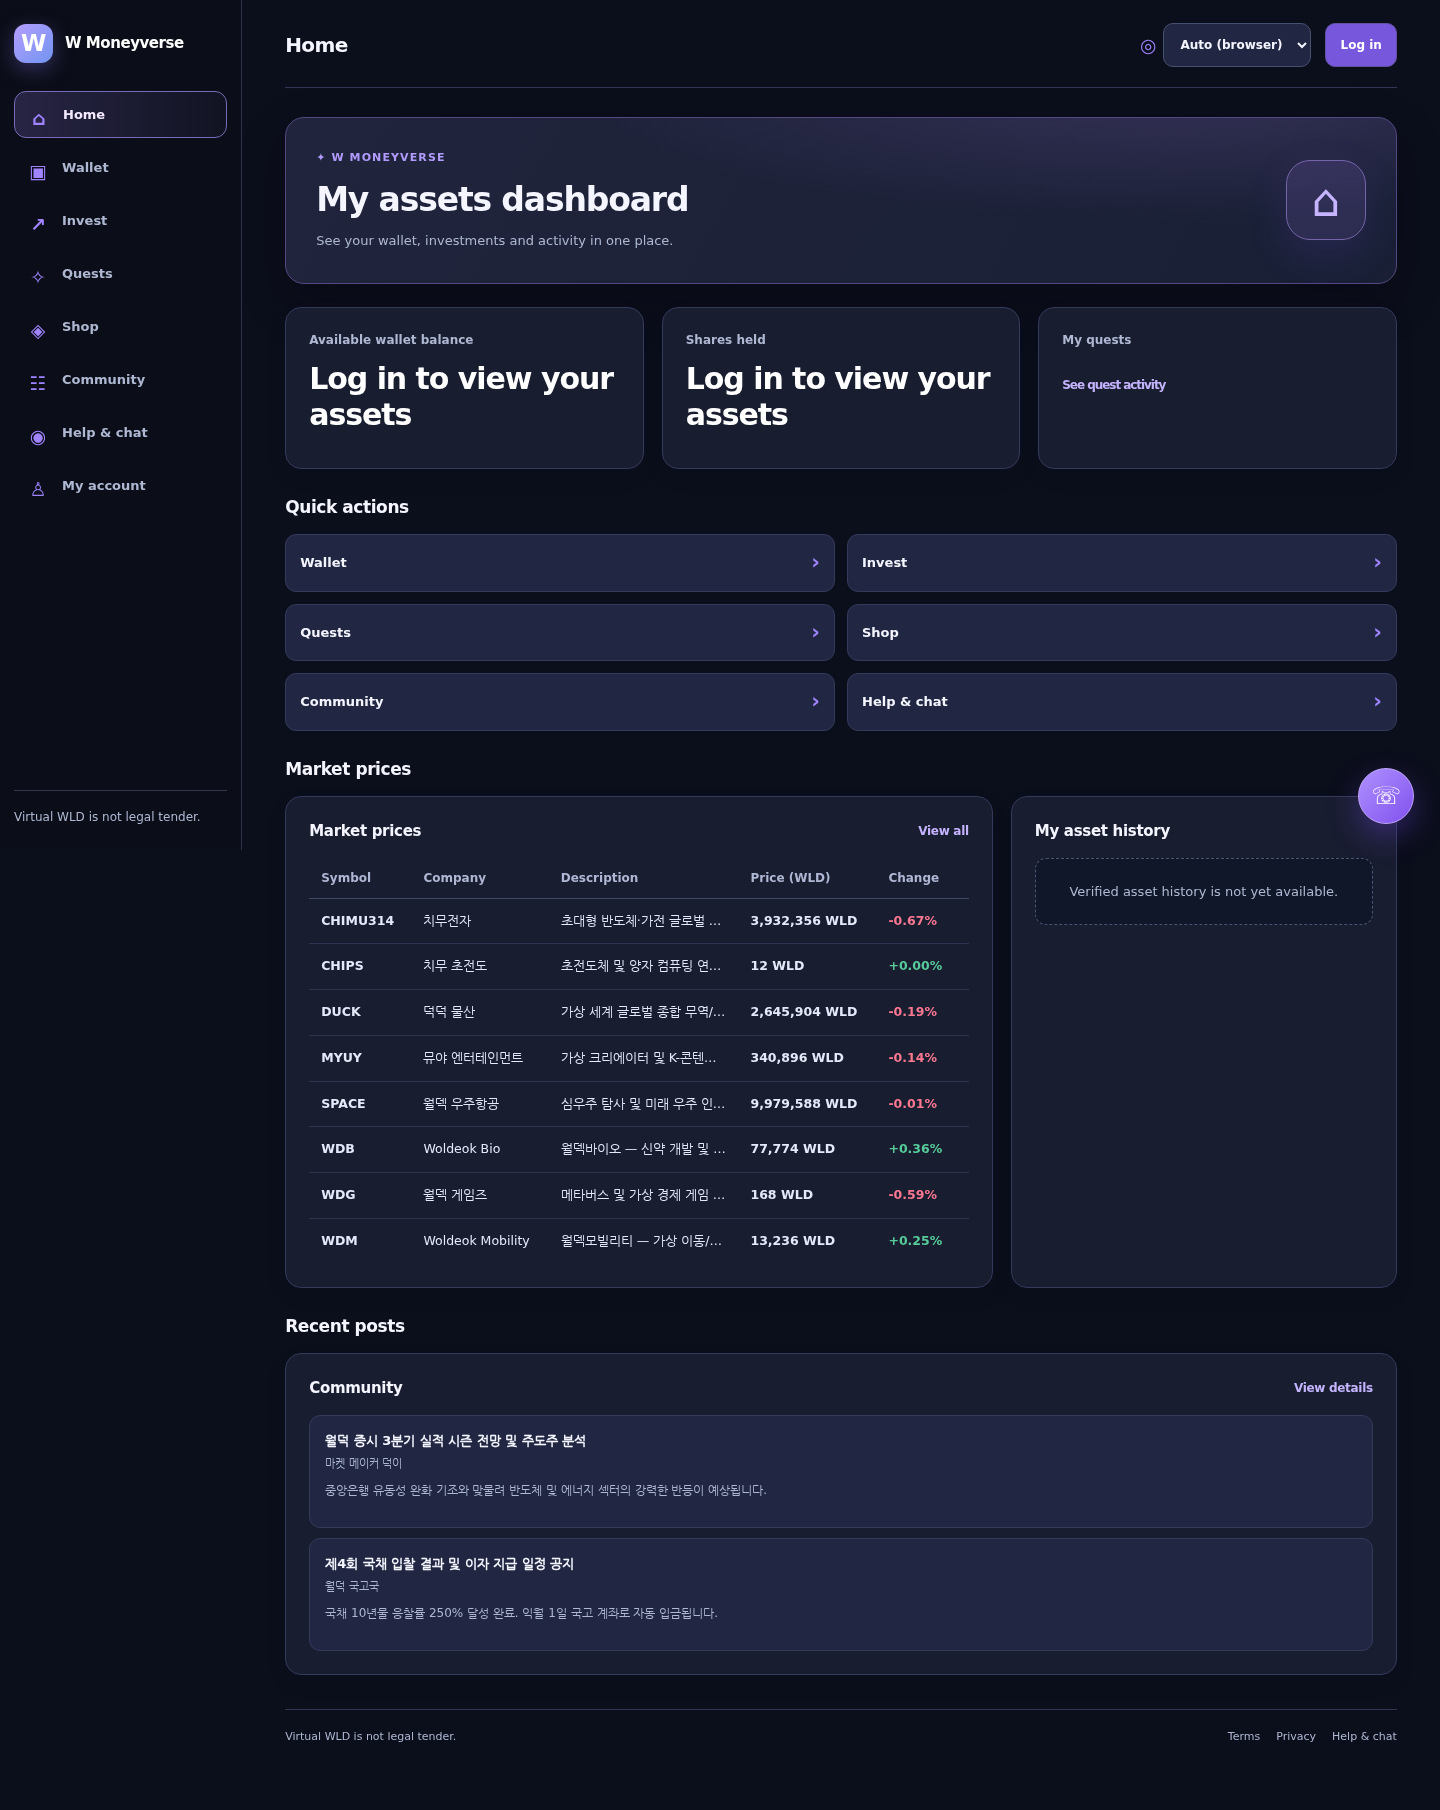 W W Moneyverse
Home
Wallet
Invest
Quests
Shop
Community
Help & chat
My account
Virtual WLD is not legal tender.
Home
Auto (browser)
Log in
✦ W MONEYVERSE
My assets dashboard
See your wallet, investments and activity in one place.
Available wallet balance
Log in to view your
assets
Shares held
Log in to view your
assets
My quests
See quest activity
Quick actions
Wallet ›
Invest ›
Quests ›
Shop ›
Community ›
Help & chat ›
Market prices
Market prices View all
Symbol Company Description Price (WLD) Change
CHIMU314 치무전자 초대형 반도체·가전 글로벌 ... 3,932,356 WLD -0.67%
CHIPS 치무 초전도 초전도체 및 양자 컴퓨팅 연... 12 WLD +0.00%
DUCK 덕덕 물산 가상 세계 글로벌 종합 무역/... 2,645,904 WLD -0.19%
MYUY 뮤야 엔터테인먼트 가상 크리에이터 및 K-콘텐... 340,896 WLD -0.14%
SPACE 월덱 우주항공 심우주 탐사 및 미래 우주 인... 9,979,588 WLD -0.01%
WDB Woldeok Bio 월덱바이오 — 신약 개발 및 ... 77,774 WLD +0.36%
WDG 월덱 게임즈 메타버스 및 가상 경제 게임 ... 168 WLD -0.59%
WDM Woldeok Mobility 월덱모빌리티 — 가상 이동/... 13,236 WLD +0.25%
My asset history
Verified asset history is not yet available.
Recent posts
Community View details
월덕 증시 3분기 실적 시즌 전망 및 주도주 분석
마켓 메이커 덕이
중앙은행 유동성 완화 기조와 맞물려 반도체 및 에너지 섹터의 강력한 반등이 예상됩니다.
제4회 국채 입찰 결과 및 이자 지급 일정 공지
월덕 국고국
국채 10년물 응찰률 250% 달성 완료. 익월 1일 국고 계좌로 자동 입금됩니다.
Virtual WLD is not legal tender.
Terms Privacy Help & chat